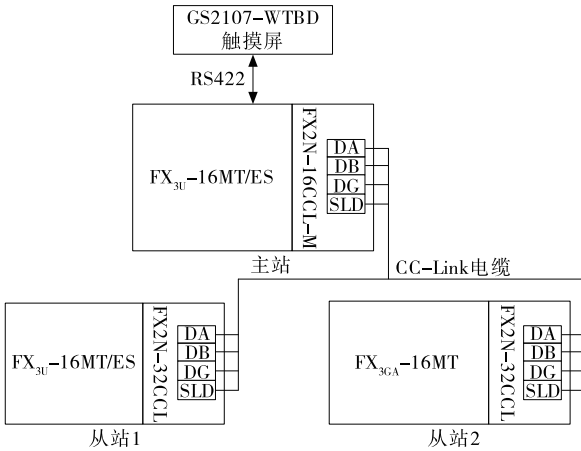 GS2107-WTBD
触摸屏
RS422
FX3U-16MT/ES
FX2N-16CCL-M
DA
DB
DG
SLD
主站
CC-Link电缆
FX3U-16MT/ES
FX2N-32CCL
DA
DB
DG
SLD
从站1
FX3GA-16MT
FX2N-32CCL
DA
DB
DG
SLD
从站2